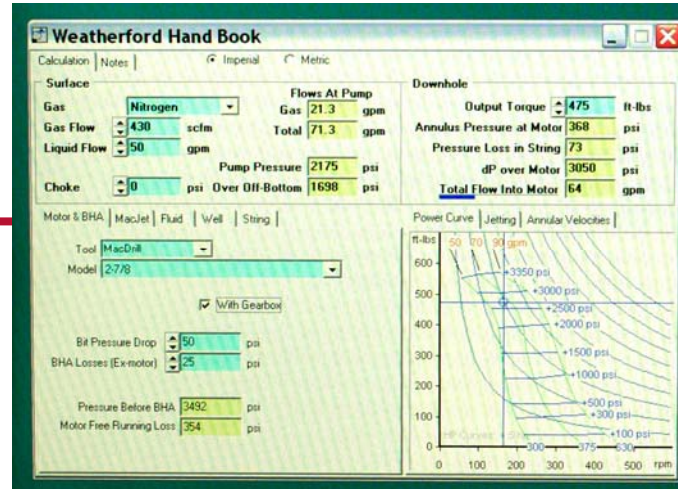 Weatherford Hand Book
Calculation Notes Imperial Metric
Surface
Flows At Pump
Gas Nitrogen Gas 21.3 gpm
Gas Flow 430 scfm Total 71.3 gpm
Liquid Flow 50 gpm
Pump Pressure 2175 psi
Choke 0 psi Over Off-Bottom 1698 psi
Downhole
Output Torque 475 ft-lbs
Annulus Pressure at Motor 368 psi
Pressure Loss in String 73 psi
dP over Motor 3050 psi
Total Flow Into Motor 64 gpm
Motor & BHA MacJet Fluid Well String
Tool MacDrill
Model 2-7/8
With Gearbox
Bit Pressure Drop 50 psi
BHA Losses (Ex-motor) 25 psi
Pressure Before BHA 3492 psi
Motor Free Running Loss 354 psi
Power Curve Jetting Annular Velocities
ft-lbs 50 70 90 gpm
600
+3350 psi
+3000 psi
500
+2500 psi
+2000 psi
400
+1500 psi
300
+1000 psi
200
+500 psi
100
+300 psi
+100 psi
0 300 375 530
0 100 200 300 400 500 rpm